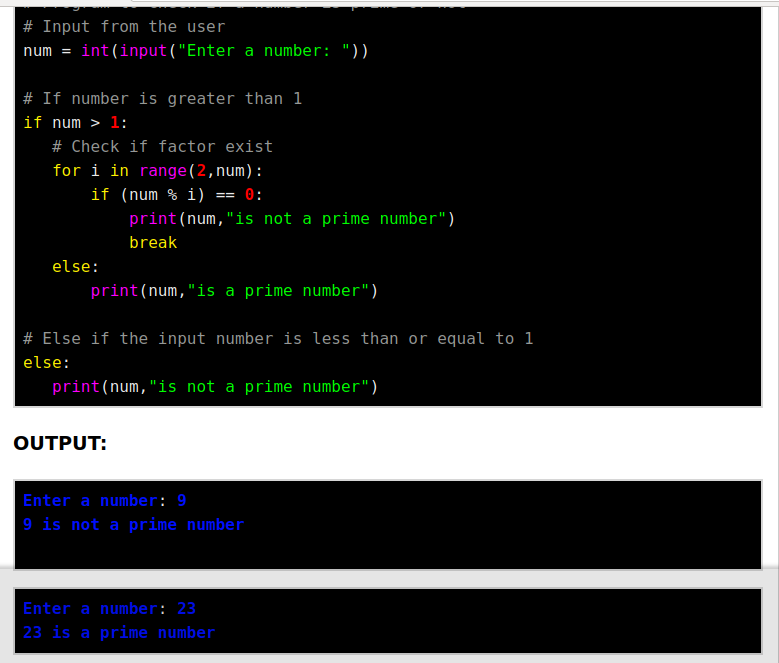 # Input from the user
num = int(input("Enter a number: "))
# If number is greater than 1
if num > 1:
# Check if factor exist
for i in range(2,num):
if (num % i) == 0:
print(num,"is not a prime number")
break
else:
print(num,"is a prime number")
# Else if the input number is less than or equal to 1
else:
print(num,"is not a prime number")
OUTPUT:
Enter a number: 9
9 is not a prime number
Enter a number: 23
23 is a prime number